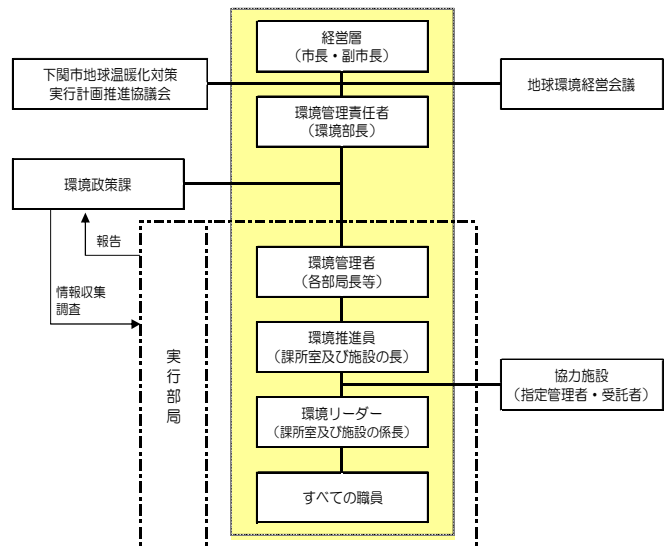 経営層
（市長・副市長）
下関市地球温暖化対策
実行計画推進協議会
地球環境経営会議
環境管理責任者
（環境部長）
環境政策課
報告
情報収集
調査
環境管理者
（各部局長等）
実行部局
環境推進員
（課所室及び施設の長）
協力施設
（指定管理者・受託者）
環境リーダー
（課所室及び施設の係長）
すべての職員